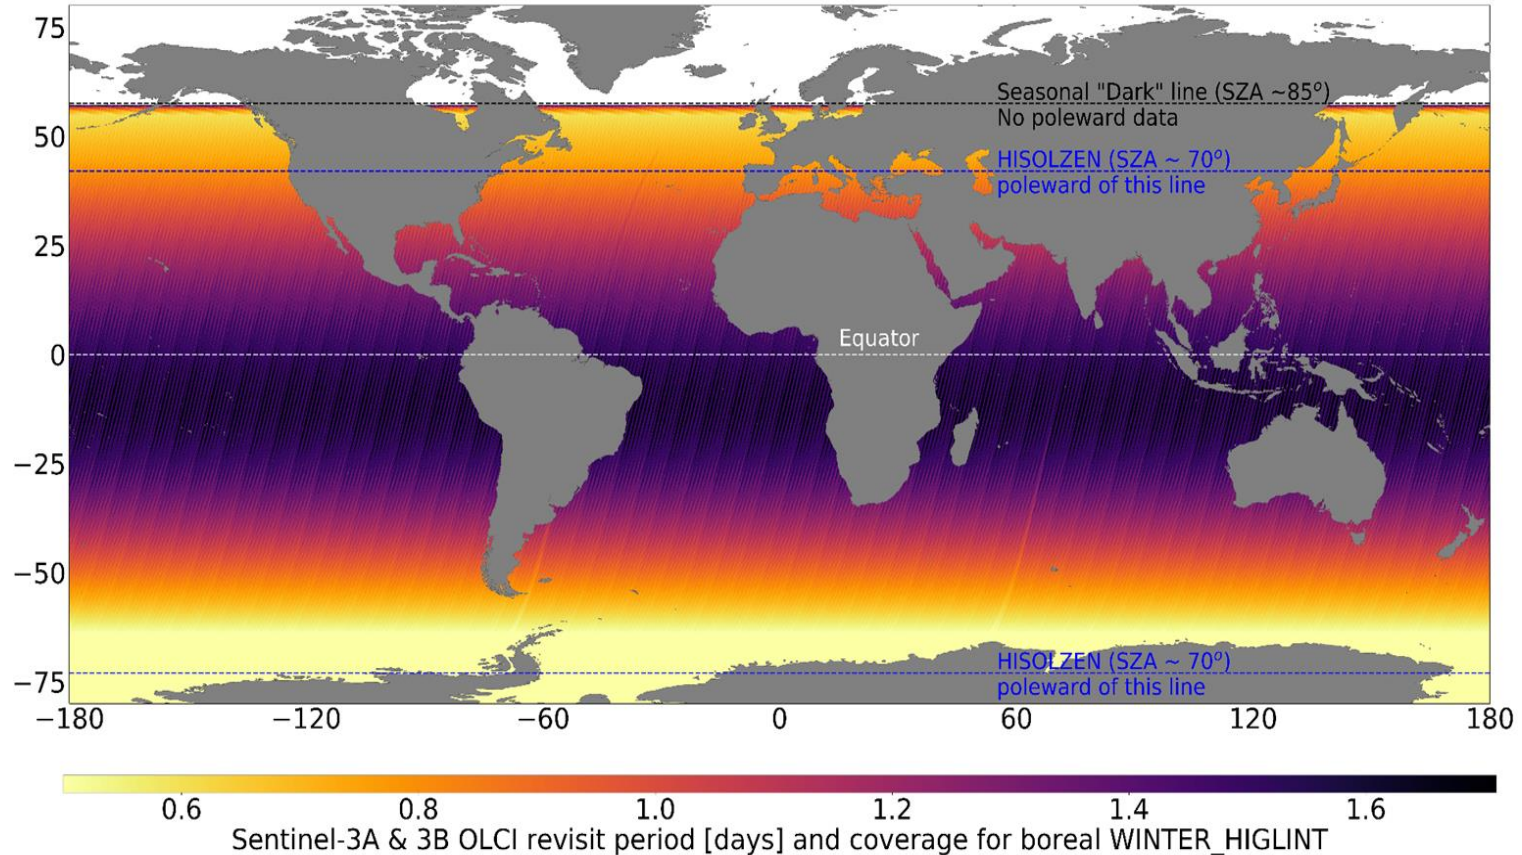 75
Seasonal "Dark" line (SZA ~85º)
No poleward data
50
HISOLZEN (SZA ~ 70º)
poleward of this line
25
Equator
0
−25
−50
HISOLZEN (SZA ~ 70º)
poleward of this line
−75
−180 −120 −60 0 60 120 180
0.6 0.8 1.0 1.2 1.4 1.6
Sentinel-3A & 3B OLCI revisit period [days] and coverage for boreal WINTER_HIGLINT